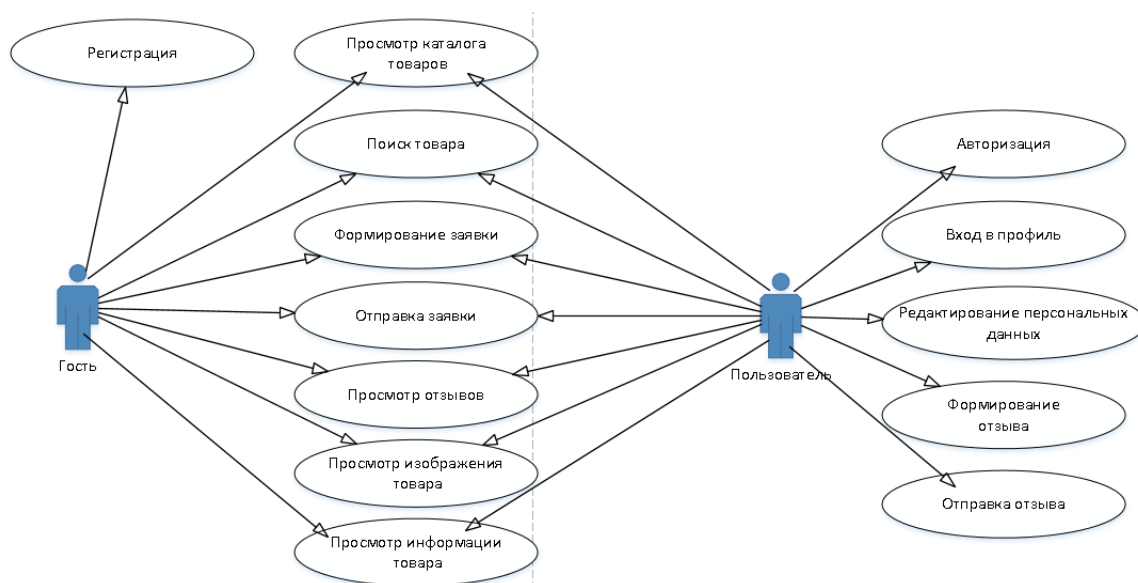 Регистрация
Просмотр каталога
товаров
Поиск товара
Авторизация
Формирование заявки
Вход в профиль
Отправка заявки
Редактирование персональных
данных
Гость
Пользователь
Просмотр отзывов
Формирование
отзыва
Просмотр изображения
товара
Отправка отзыва
Просмотр информации
товара